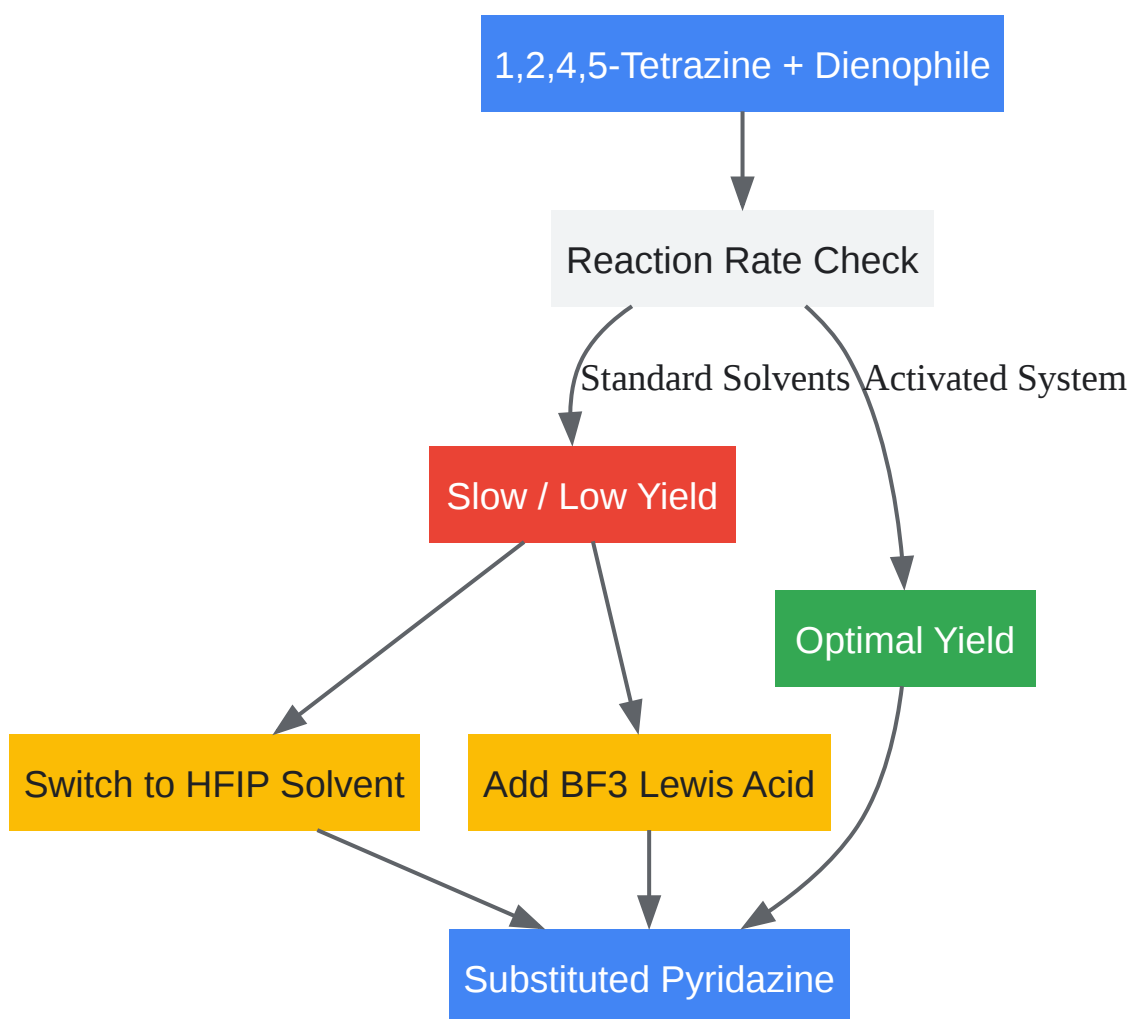 1,2,4,5-Tetrazine + Dienophile
Reaction Rate Check
Standard Solvents
Activated System
Slow / Low Yield
Optimal Yield
Switch to HFIP Solvent
Add BF3 Lewis Acid
Substituted Pyridazine